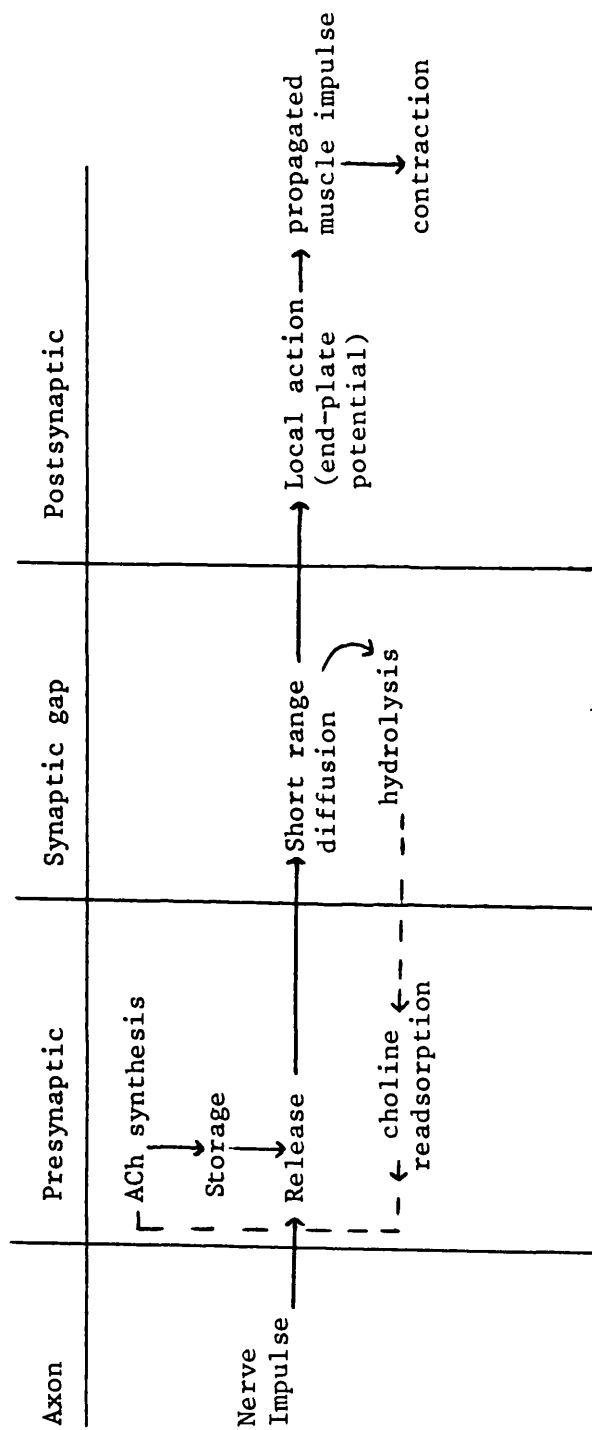 Axon
Presynaptic
Synaptic gap
Postsynaptic
Nerve
Impulse
ACh synthesis
Storage
Release
choline
readsorption
Short range
diffusion
hydrolysis
Local action
(end-plate
potential)
propagated
muscle impulse
contraction